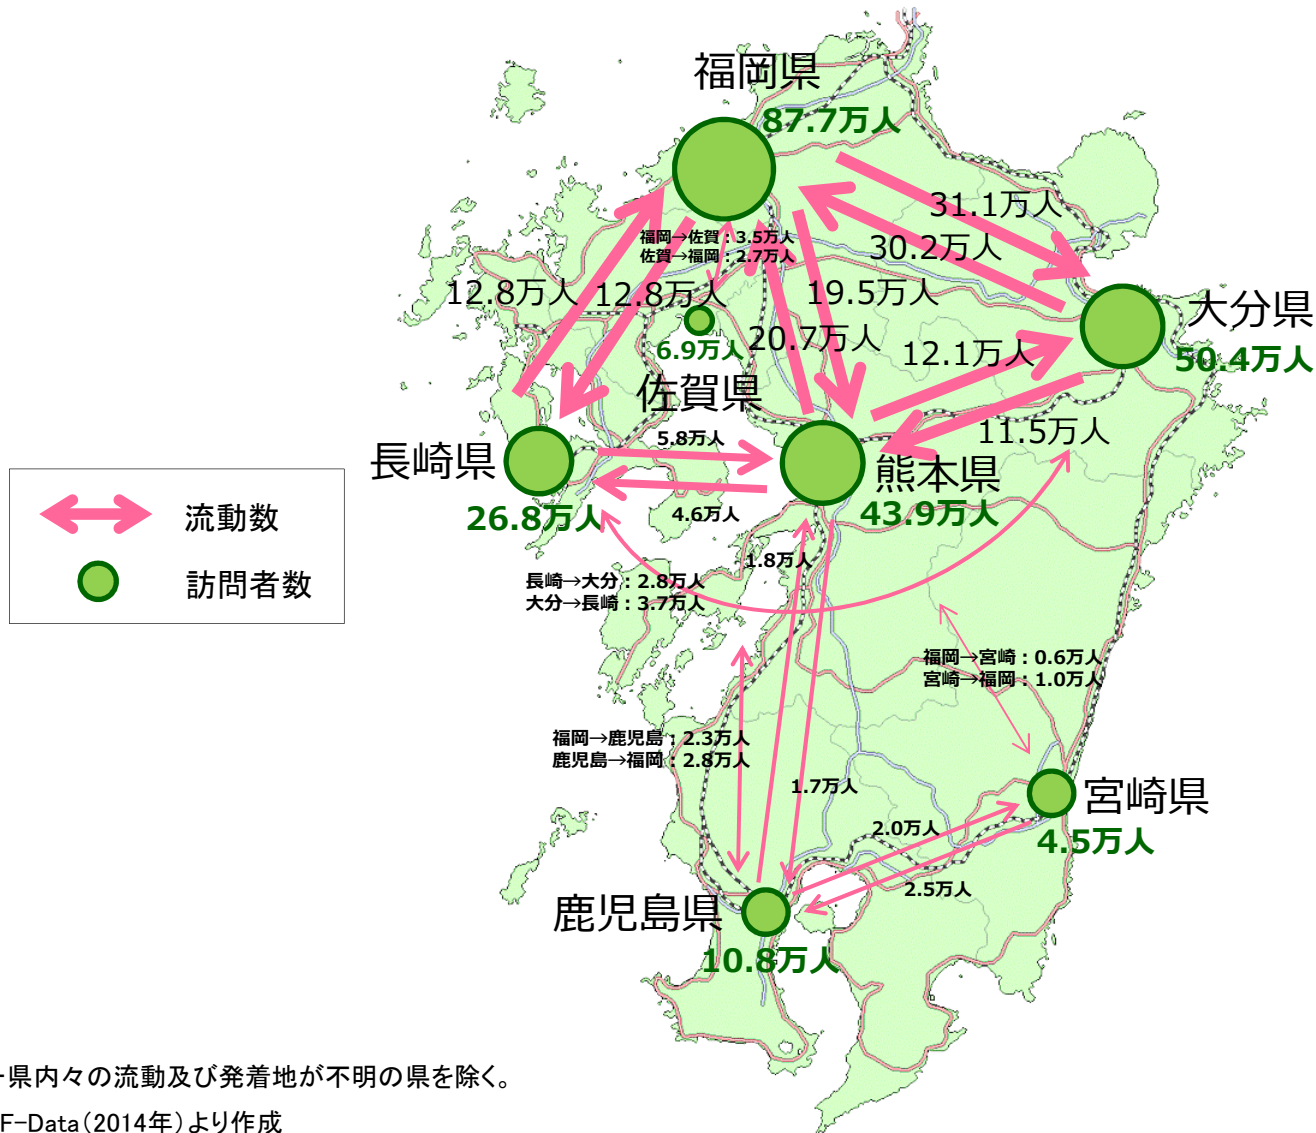 福岡県
87.7万人
31.1万人
30.2万人
福岡→佐賀：3.5万人
佐賀→福岡：2.7万人
12.8万人
12.8万人
19.5万人
20.7万人
12.1万人
11.5万人
大分県
50.4万人
6.9万人
佐賀県
長崎県
26.8万人
5.8万人
4.6万人
熊本県
43.9万人
流動数
訪問者数
1.8万人
長崎→大分：2.8万人
大分→長崎：3.7万人
福岡→宮崎：0.6万人
宮崎→福岡：1.0万人
福岡→鹿児島：2.3万人
鹿児島→福岡：2.8万人
1.7万人
2.0万人
2.5万人
宮崎県
4.5万人
鹿児島県
10.8万人
県内々の流動及び発着地が不明の県を除く。
F-Data（2014年）より作成